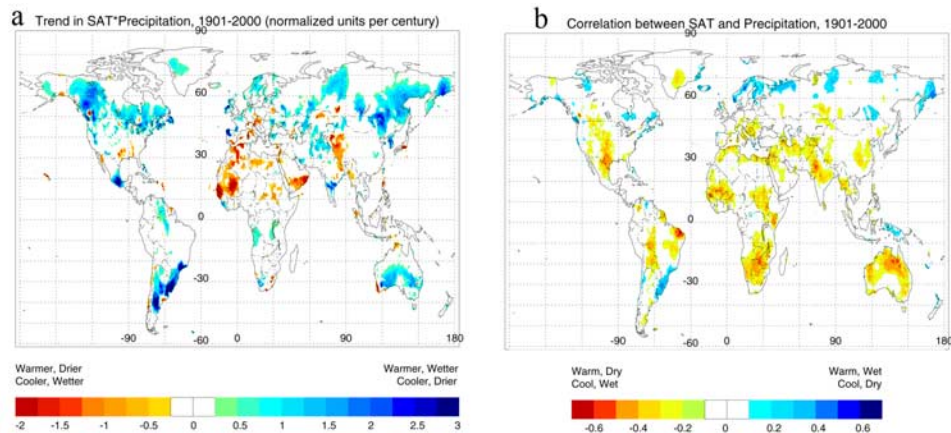 a
Trend in SAT*Precipitation, 1901-2000 (normalized units per century)
90
60
30
0
-30
-60
-90 0 90 180
Warmer, Drier Warmer, Wetter
Cooler, Wetter Cooler, Drier
-2 -1.5 -1 -0.5 0 0.5 1 1.5 2 2.5 3
b
Correlation between SAT and Precipitation, 1901-2000
90
60
30
0
-30
-60
-90 0 90 180
Warm, Dry Warm, Wet
Cool, Wet Cool, Dry
-0.6 -0.4 -0.2 0 0.2 0.4 0.6